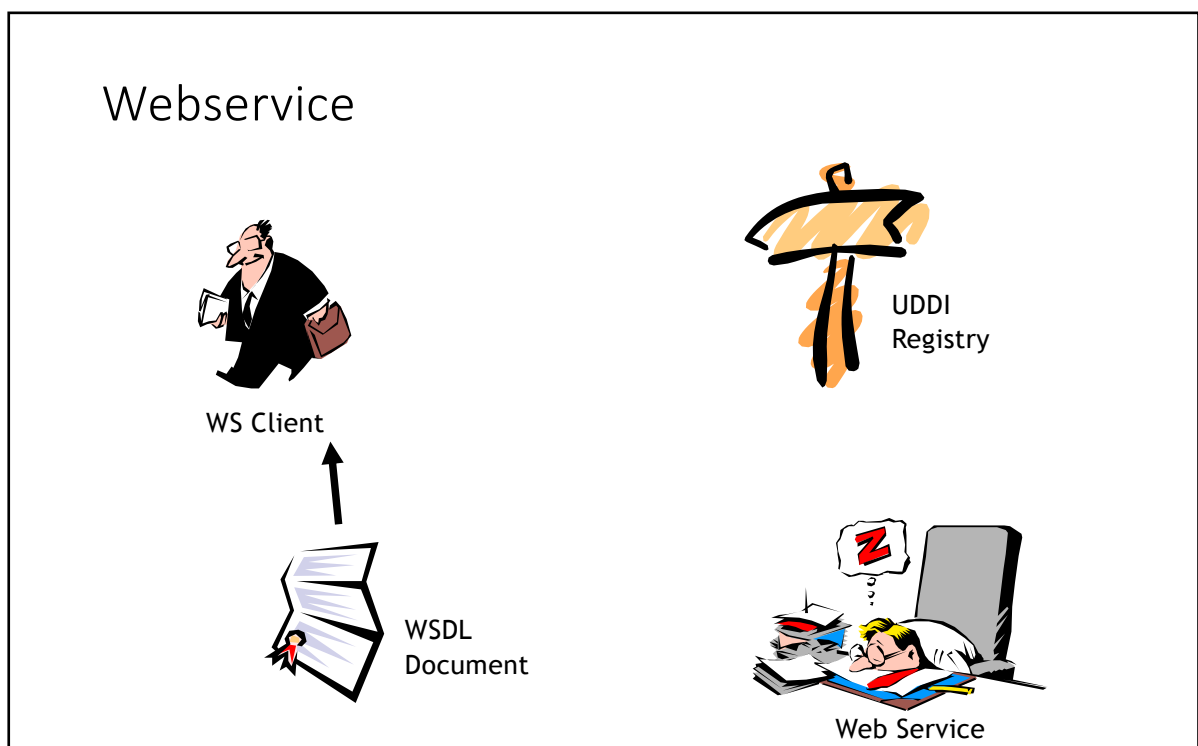 Webservice
UDDI
Registry
WS Client
Z
WSDL
Document
Web Service